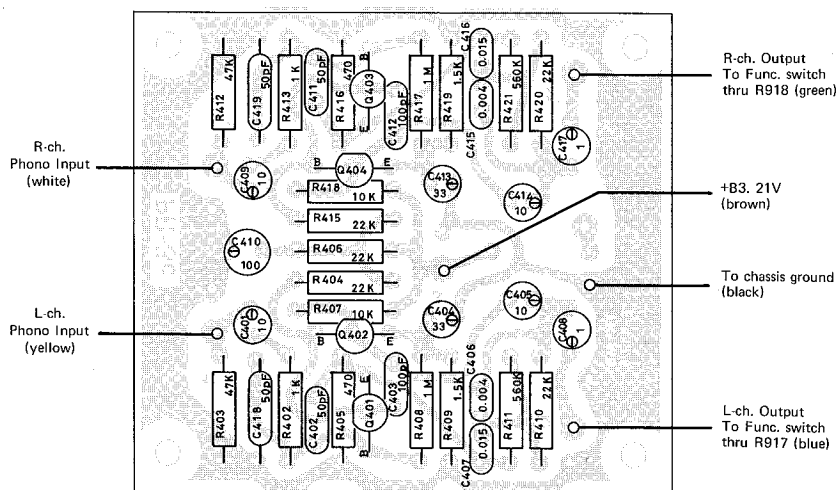 R412
47K
C419
50pF
R413
1K
C411
50pF
R416
470
B
Q403
E
C412
100pF
R417
1M
R419
1.5K
C416
0.015
0.004
C415
R421
560K
R420
22K
C417
1
R-ch. Output
To Func. switch
thru R918 (green)
R-ch.
Phono Input
(white)
C409
10
B
Q404
E
C413
33
C414
10
+B3. 21V
(brown)
R418
10K
R415
22K
C410
100
R406
22K
R404
22K
R407
10K
To chassis ground
(black)
L-ch.
Phono Input
(yellow)
C401
10
B
Q402
E
C404
33
C405
10
C408
1
R403
47K
C418
50pF
R402
1K
C402
50pF
R405
470
E
Q401
B
C403
100pF
R408
1M
R409
1.5K
C406
0.004
0.015
C407
R411
560K
R410
22K
L-ch. Output
To Func. switch
thru R917 (blue)